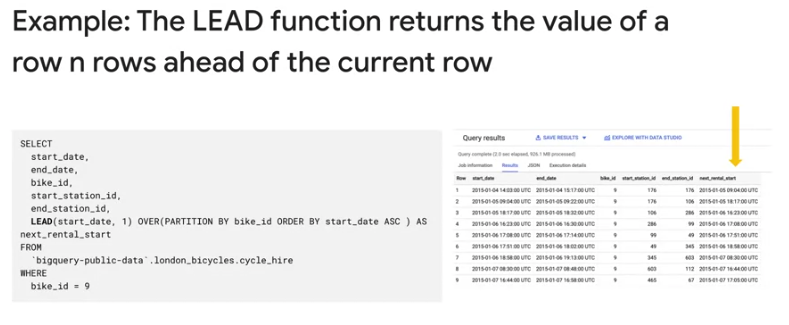 Example: The LEAD function returns the value of a
row n rows ahead of the current row
SELECT
start_date,
end_date,
bike_id,
start_station_id,
end_station_id,
LEAD(start_date, 1) OVER(PARTITION BY bike_id ORDER BY start_date ASC ) AS
next_rental_start
FROM
`bigquery-public-data`.london_bicycles.cycle_hire
WHERE
bike_id = 9
Query results SAVE RESULTS EXPLORE WITH DATA STUDIO
Query complete (2.0 sec elapsed, 926.1 MB processed)
Job information Results JSON Execution details
Row start_date end_date bike_id start_station_id end_station_id next_rental_start
1 2015-01-04 14:03:00 UTC 2015-01-04 15:17:00 UTC 9 176 176 2015-01-05 09:04:00 UTC
2 2015-01-05 09:04:00 UTC 2015-01-05 09:22:00 UTC 9 176 106 2015-01-05 18:17:00 UTC
3 2015-01-05 18:17:00 UTC 2015-01-05 18:32:00 UTC 9 106 286 2015-01-06 16:23:00 UTC
4 2015-01-06 16:23:00 UTC 2015-01-06 16:30:00 UTC 9 286 99 2015-01-06 17:08:00 UTC
5 2015-01-06 17:08:00 UTC 2015-01-06 17:14:00 UTC 9 99 49 2015-01-06 17:51:00 UTC
6 2015-01-06 17:51:00 UTC 2015-01-06 18:02:00 UTC 9 49 345 2015-01-06 18:58:00 UTC
7 2015-01-06 18:58:00 UTC 2015-01-06 19:13:00 UTC 9 345 603 2015-01-07 08:30:00 UTC
8 2015-01-07 08:30:00 UTC 2015-01-07 08:48:00 UTC 9 603 112 2015-01-07 16:44:00 UTC
9 2015-01-07 16:44:00 UTC 2015-01-07 16:58:00 UTC 9 465 67 2015-01-07 17:05:00 UTC